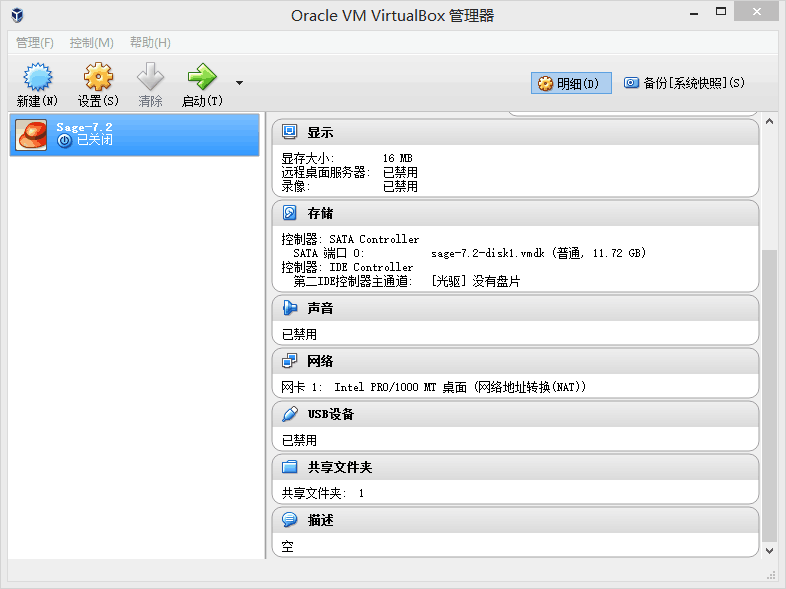 Oracle VM VirtualBox 管理器
管理(F) 控制(M) 帮助(H)
新建(N) 设置(S) 清除 启动(T) 明细(D) 备份[系统快照](S)
Sage-7.2
已关闭
显示
显存大小: 16 MB
远程桌面服务器: 已禁用
录像: 已禁用
存储
控制器: SATA Controller
SATA 端口 0: sage-7.2-disk1.vmdk (普通, 11.72 GB)
控制器: IDE Controller
第二IDE控制器主通道: [光驱] 没有盘片
声音
已禁用
网络
网卡 1: Intel PRO/1000 MT 桌面 (网络地址转换(NAT))
USB设备
已禁用
共享文件夹
共享文件夹: 1
描述
空